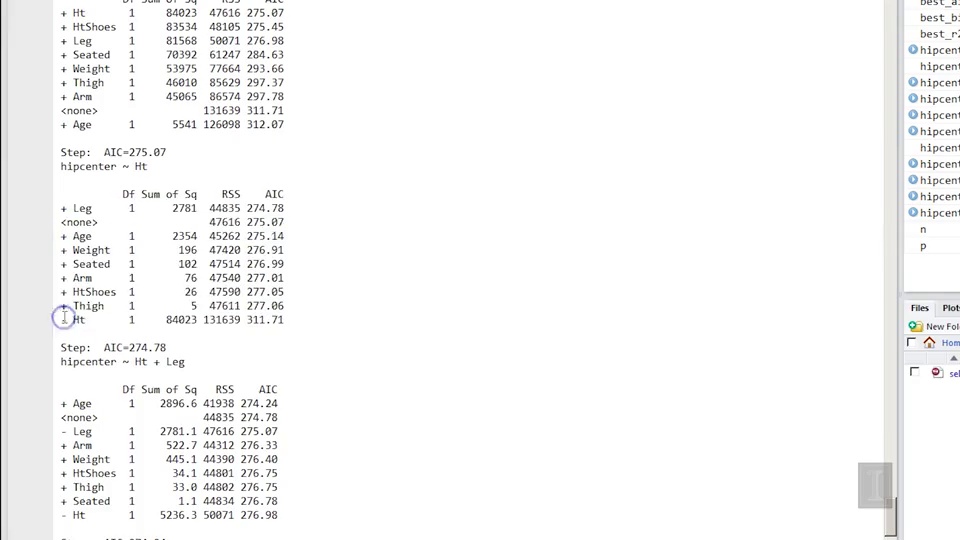 Df Sum of Sq RSS AIC
+ Ht 1 84023 47616 275.07
+ HtShoes 1 83534 48105 275.45
+ Leg 1 81568 50071 276.98
+ Seated 1 70392 61247 284.63
+ Weight 1 53975 77664 293.66
+ Thigh 1 46010 85629 297.37
+ Arm 1 45065 86574 297.78
<none> 131639 311.71
+ Age 1 5541 126098 312.07
Step: AIC=275.07
hipcenter ~ Ht
Df Sum of Sq RSS AIC
+ Leg 1 2781 44835 274.78
<none> 47616 275.07
+ Age 1 2354 45262 275.14
+ Weight 1 196 47420 276.91
+ Seated 1 102 47514 276.99
+ Arm 1 76 47540 277.01
+ HtShoes 1 26 47590 277.05
+ Thigh 1 5 47611 277.06
- Ht 1 84023 131639 311.71
Step: AIC=274.78
hipcenter ~ Ht + Leg
Df Sum of Sq RSS AIC
+ Age 1 2896.6 41938 274.24
<none> 44835 274.78
- Leg 1 2781.1 47616 275.07
+ Arm 1 522.7 44312 276.33
+ Weight 1 445.1 44390 276.40
+ HtShoes 1 34.1 44801 276.75
+ Thigh 1 33.0 44802 276.75
+ Seated 1 1.1 44834 276.78
- Ht 1 5236.3 50071 276.98
best_ai
best_bi
best_r2
hipcent
hipcent
hipcent
hipcent
hipcent
hipcent
hipcent
hipcent
hipcent
hipcent
hipcent
n
p
Files Plots
New Fol
Hom
sel